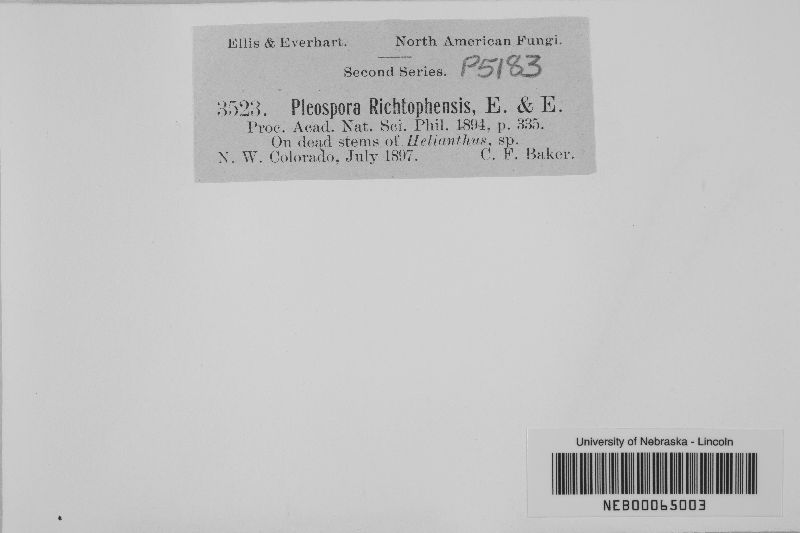 Ellis & Everhart. North American Fungi.
Second Series. P5183
3523. Pleospora Richtophensis, E. & E.
Proc. Acad. Nat. Sci. Phil. 1894, p. 335.
On dead stems of Helianthus, sp.
N. W. Colorado, July 1897. C. F. Baker.
University of Nebraska - Lincoln
NEB00065003